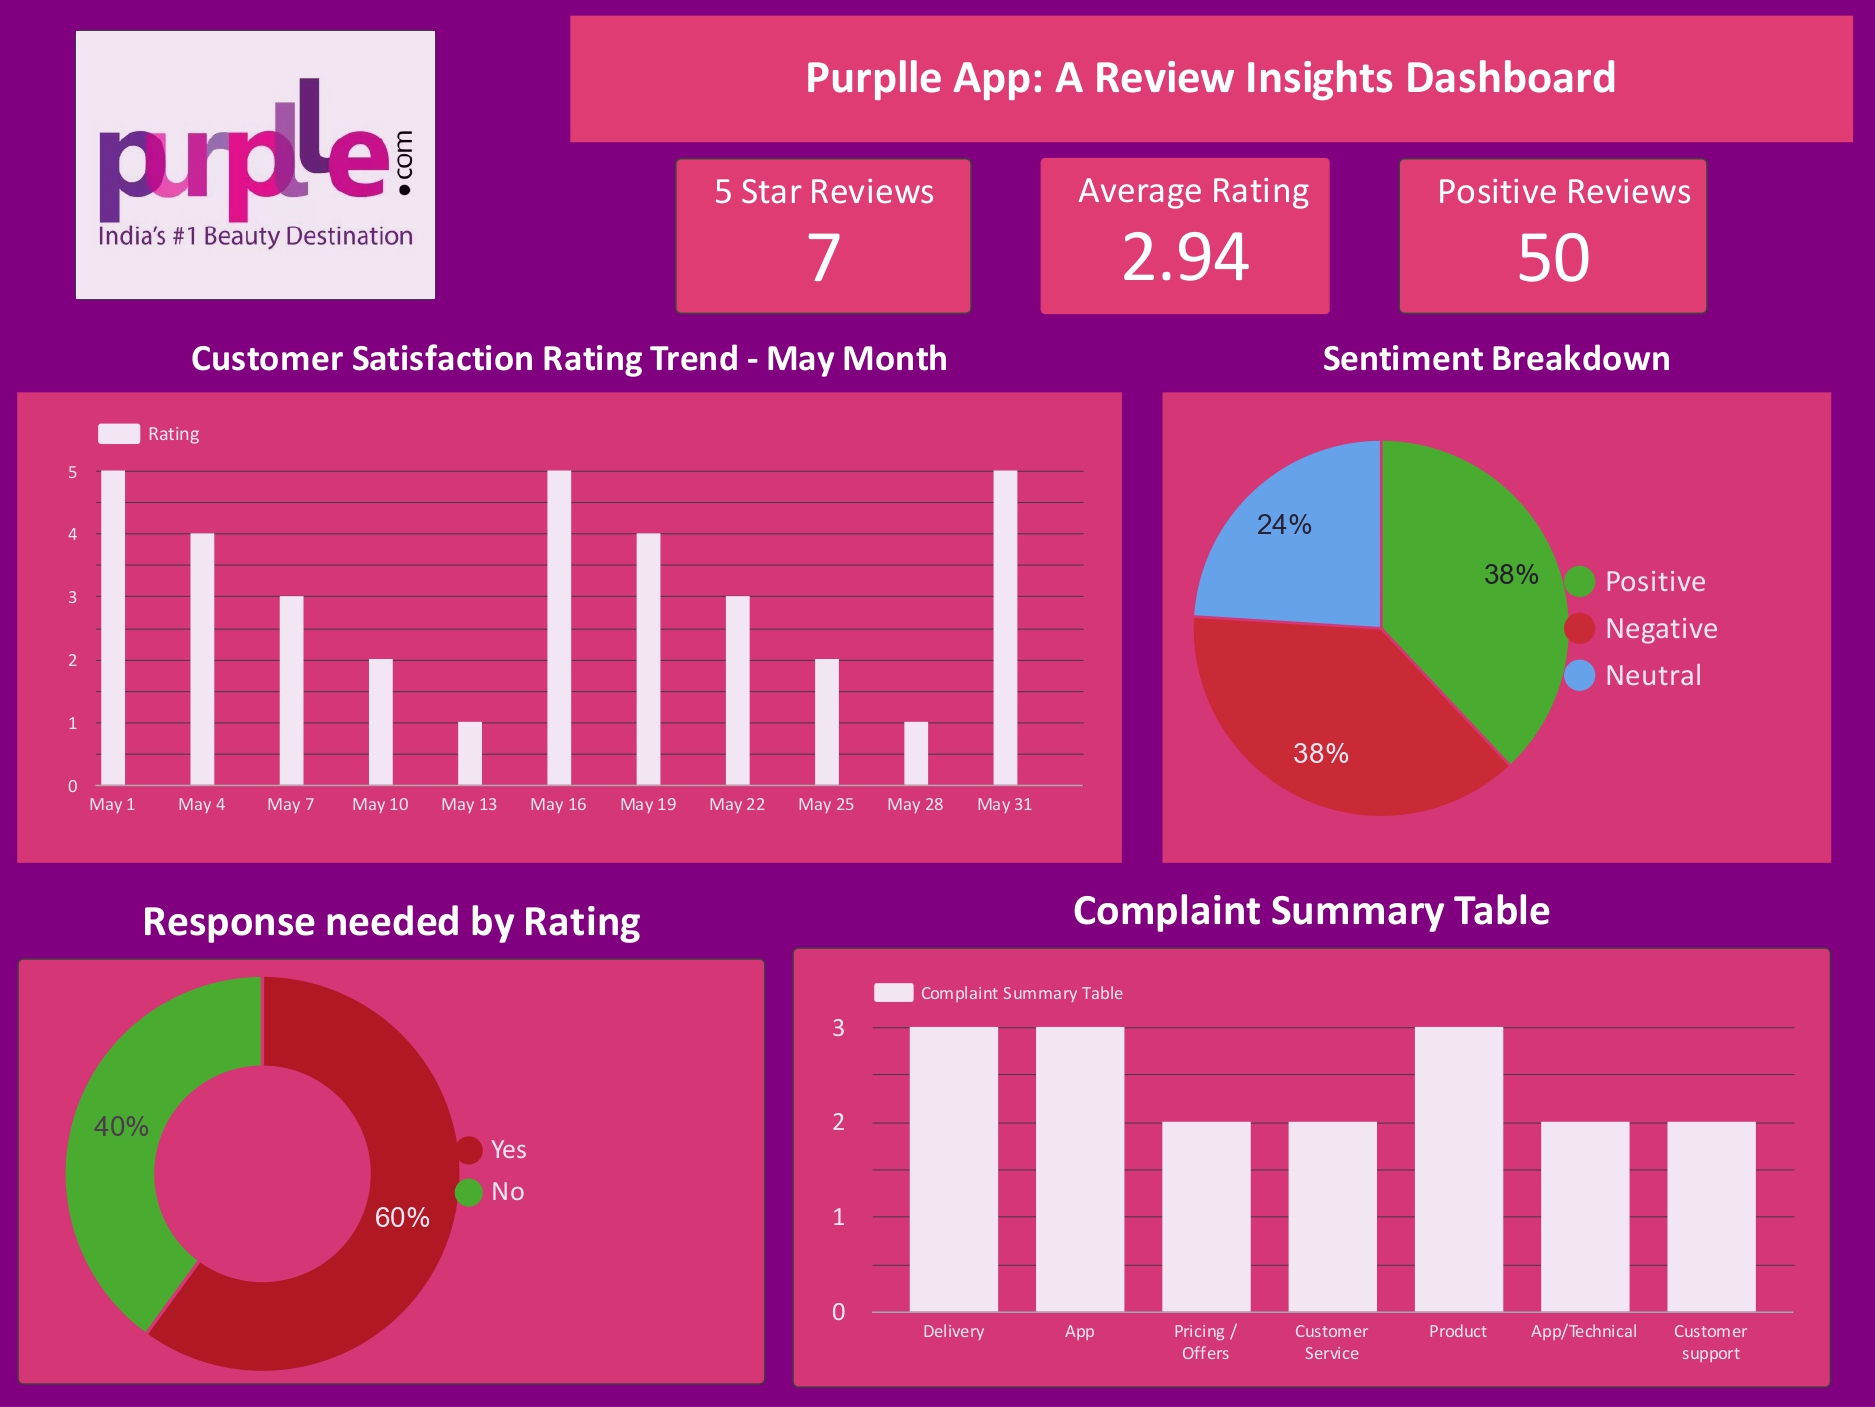 purplle.com
India's #1 Beauty Destination
Purplle App: A Review Insights Dashboard
5 Star Reviews
7
Average Rating
2.94
Positive Reviews
50
Customer Satisfaction Rating Trend - May Month
Rating
5
4
3
2
1
0
May 1 May 4 May 7 May 10 May 13 May 16 May 19 May 22 May 25 May 28 May 31
Sentiment Breakdown
24%
38%
38%
Positive
Negative
Neutral
Response needed by Rating
40%
60%
Yes
No
Complaint Summary Table
Complaint Summary Table
3
2
1
0
Delivery App Pricing / Customer Product App/Technical Customer
Offers Service support